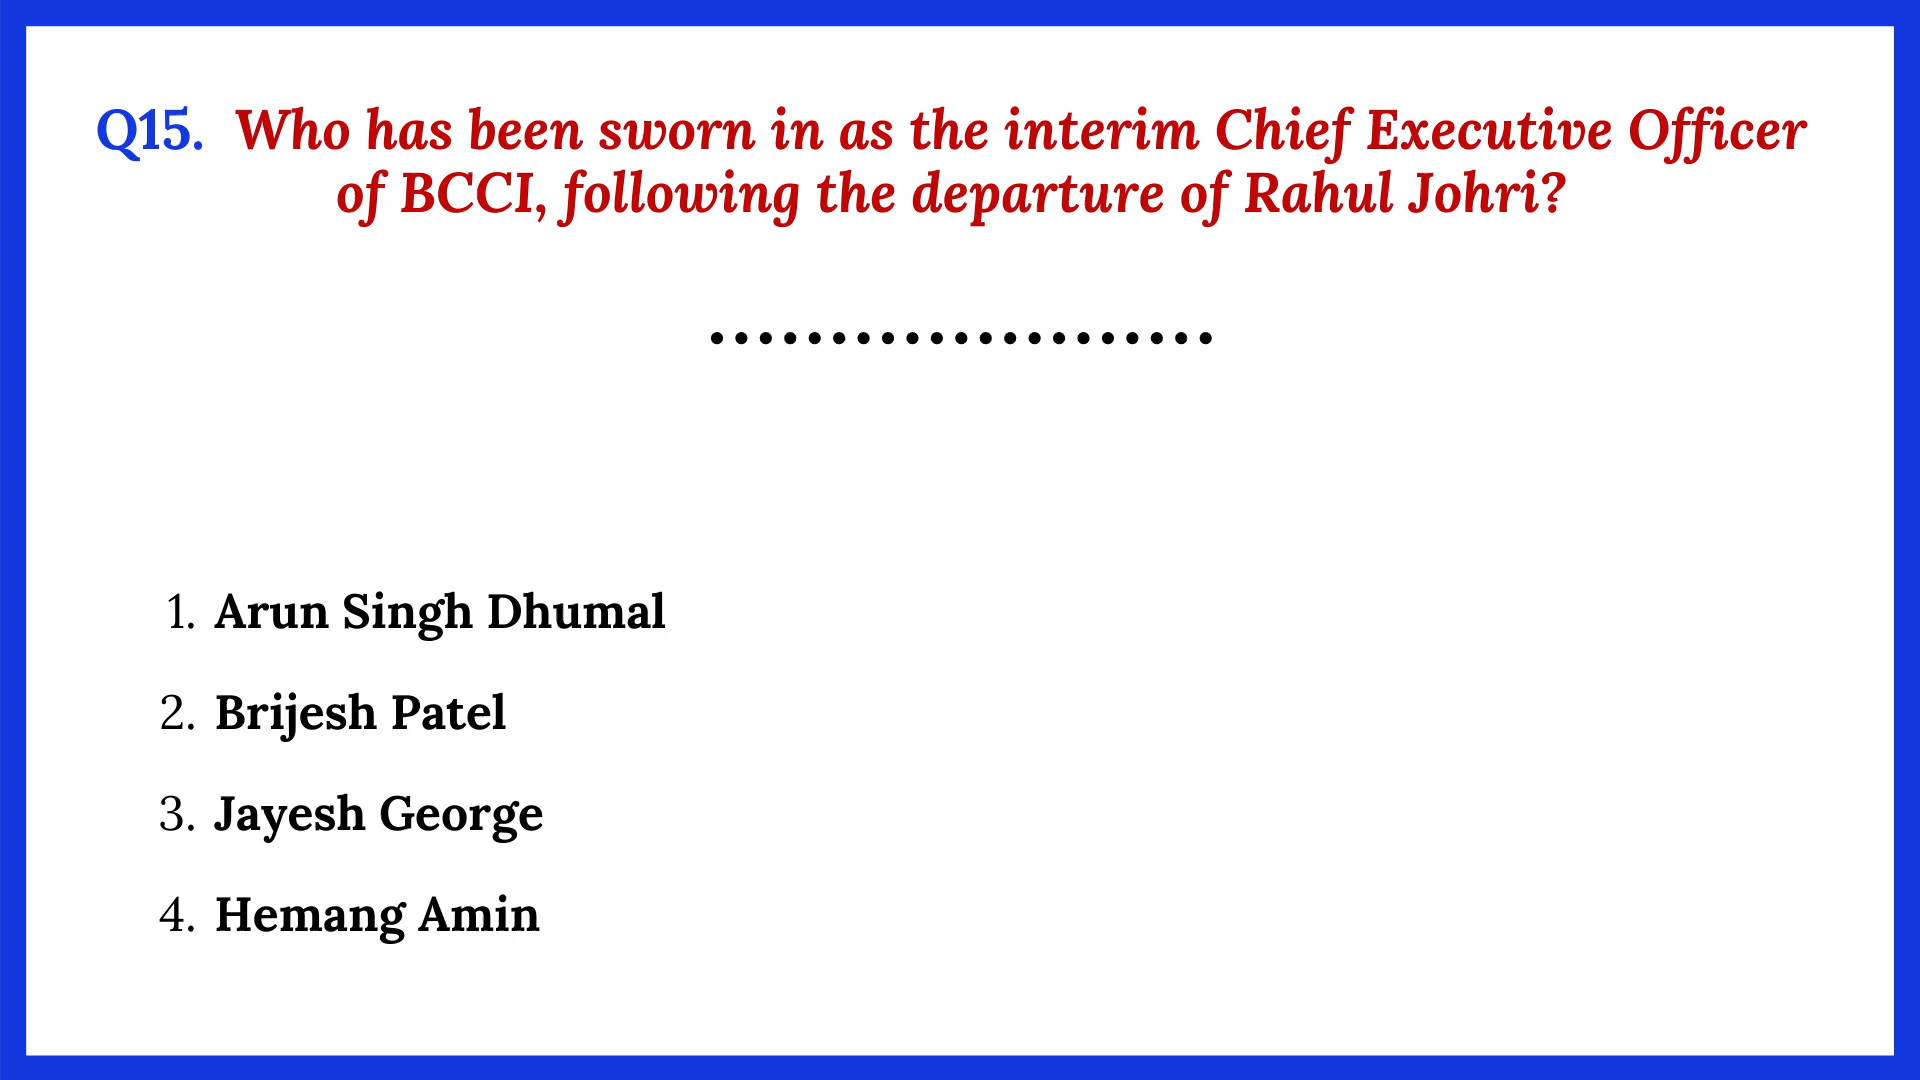 Q15. Who has been sworn in as the interim Chief Executive Officer
of BCCI, following the departure of Rahul Johri?
.....................
1. Arun Singh Dhumal
2. Brijesh Patel
3. Jayesh George
4. Hemang Amin